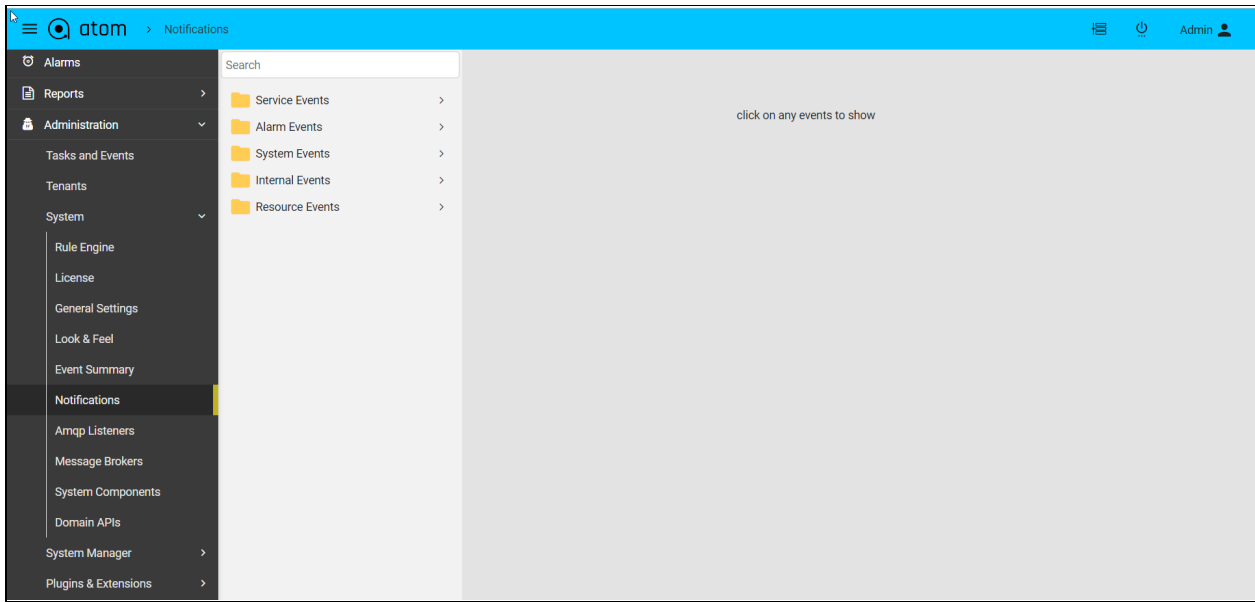 atom > Notifications
Admin
Alarms
Reports
Administration
Tasks and Events
Tenants
System
Rule Engine
License
General Settings
Look & Feel
Event Summary
Notifications
Amqp Listeners
Message Brokers
System Components
Domain APIs
System Manager
Plugins & Extensions
Search
Service Events
Alarm Events
System Events
Internal Events
Resource Events
click on any events to show